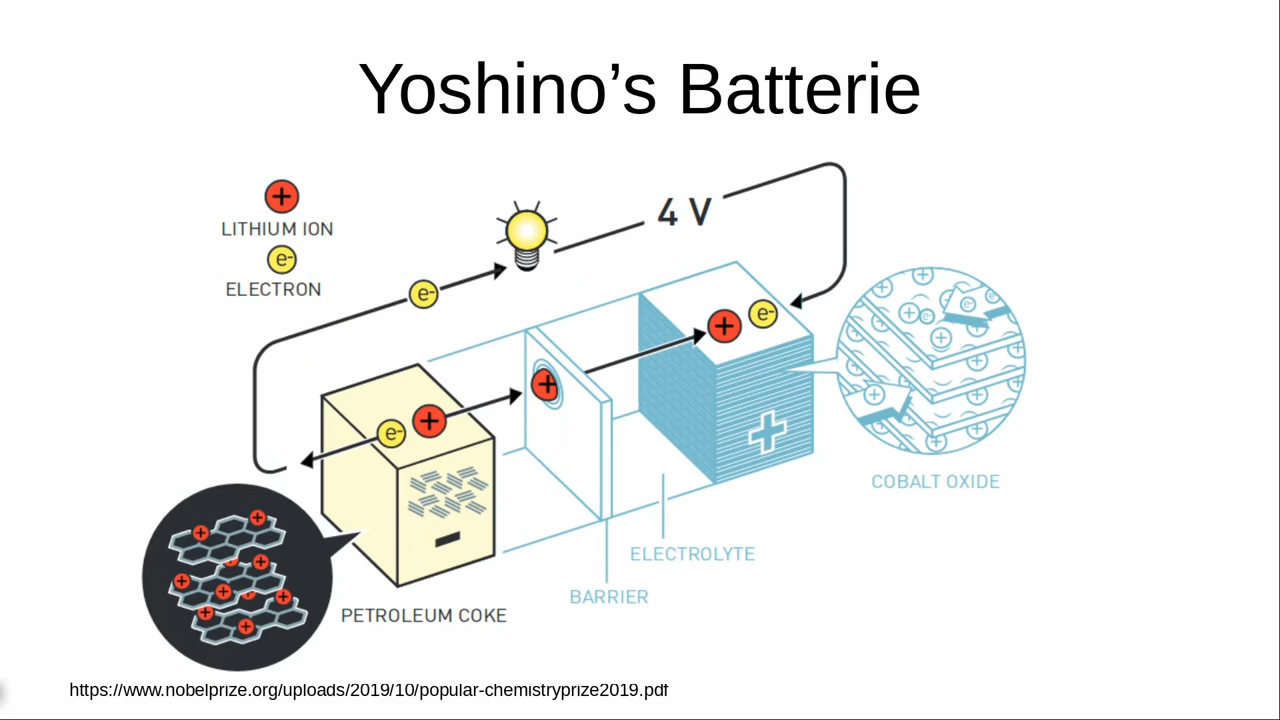 Yoshino’s Batterie
+
LITHIUM ION
e-
ELECTRON
4 V
e-
+
e-
+
e-
+
COBALT OXIDE
ELECTROLYTE
BARRIER
PETROLEUM COKE
https://www.nobelprize.org/uploads/2019/10/popular-chemistryprize2019.pdf